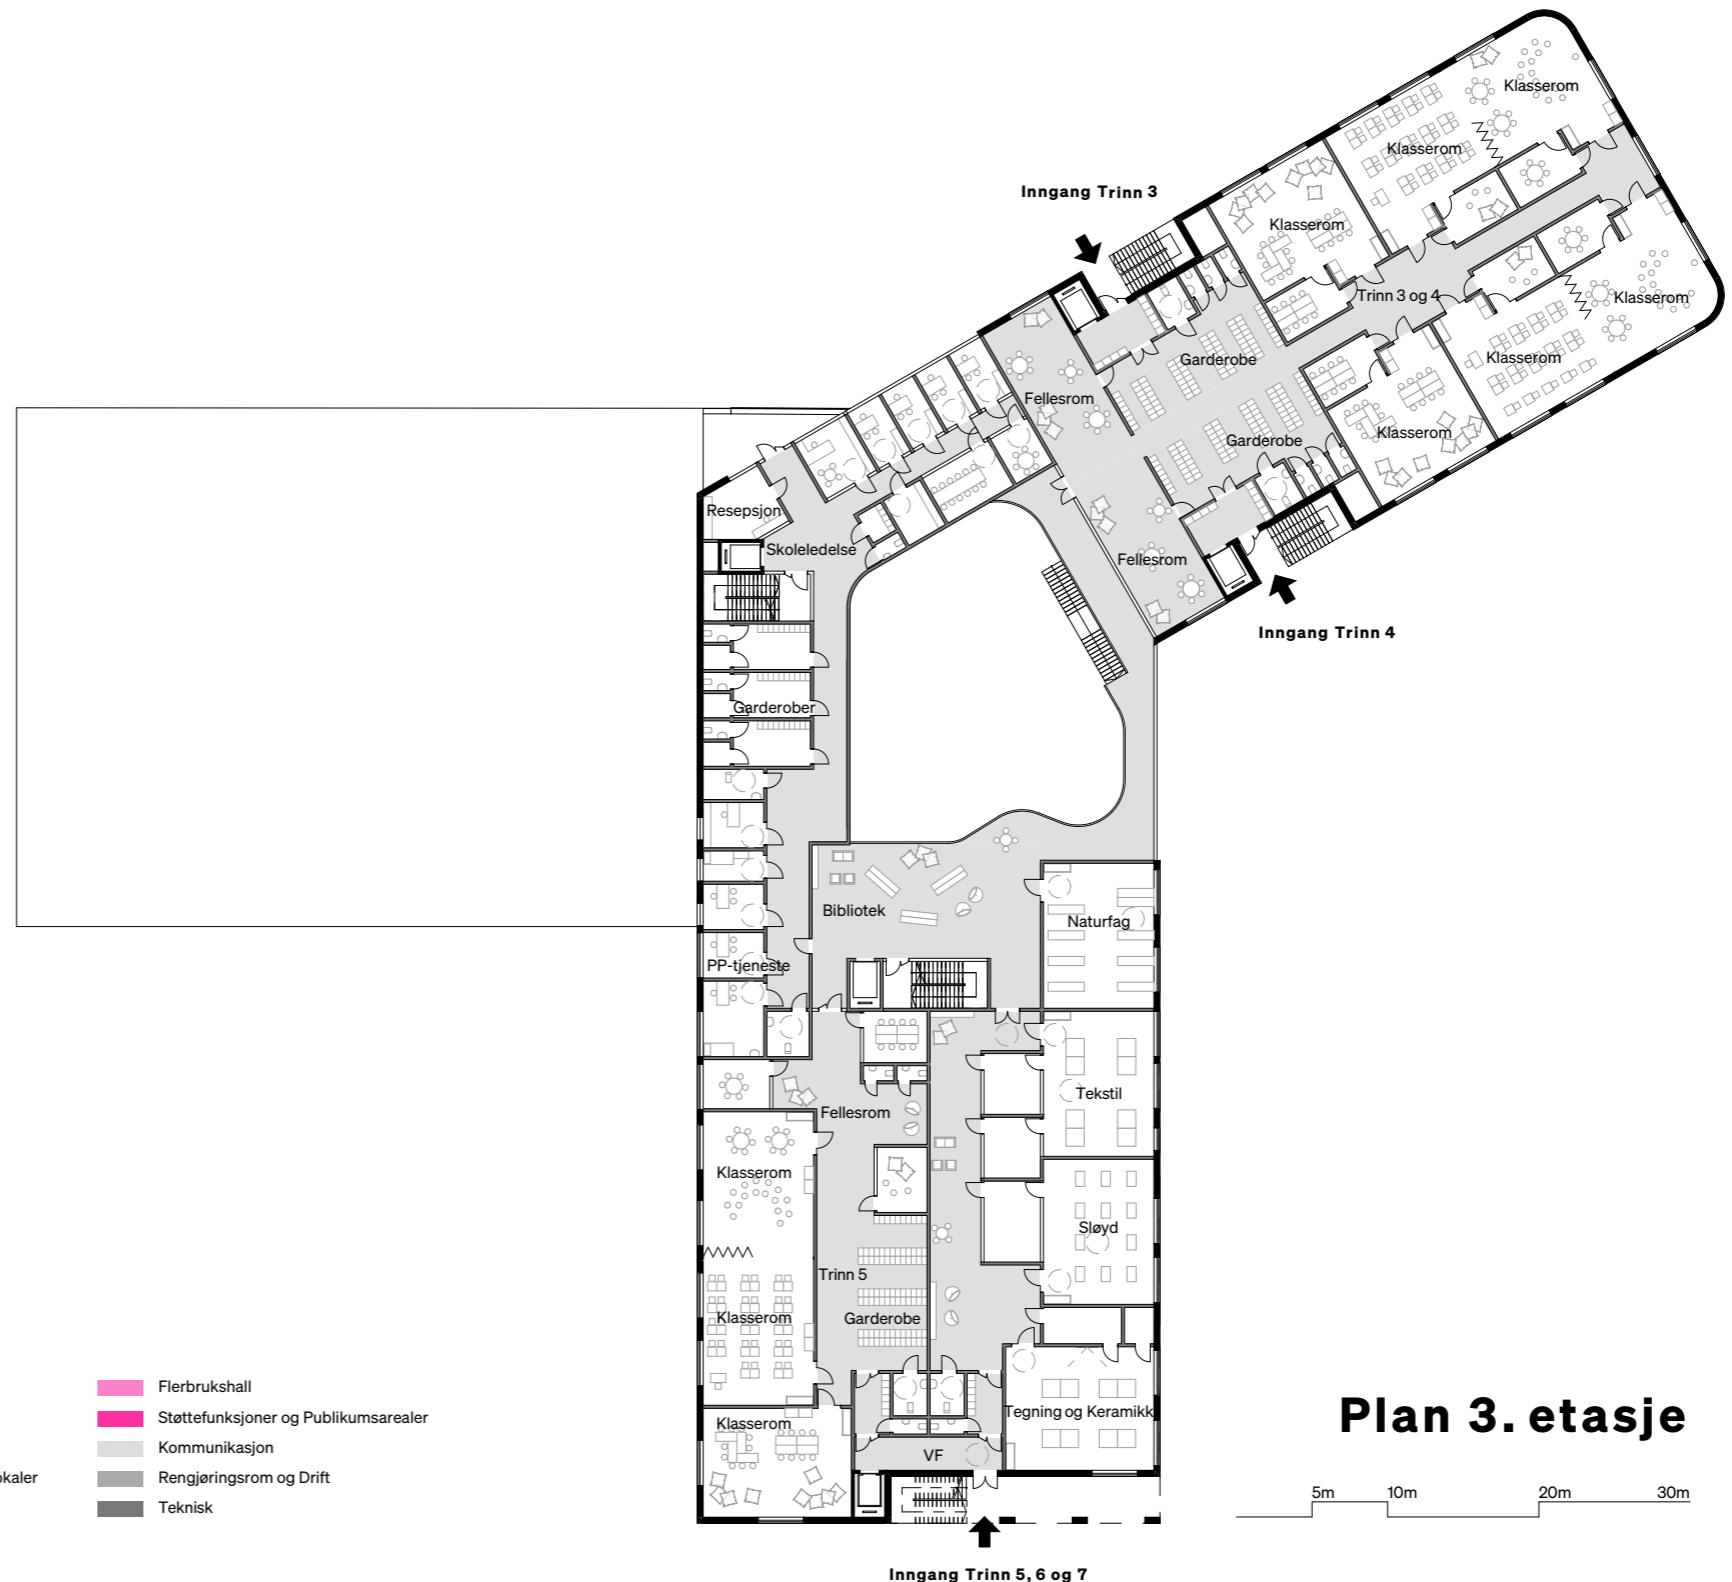 Klasserom
Klasserom
Inngang Trinn 3
Klasserom
Trinn 3 og 4
Klasserom
Garderobe
Klasserom
Fellesrom
Klasserom
Garderobe
Resepsjon
Skoleledelse
Fellesrom
Inngang Trinn 4
Garderober
Bibliotek
Naturfag
PP-tjeneste
Tekstil
Fellesrom
Klasserom
Sløyd
Trinn 5
Klasserom
Garderobe
Flerbrukshall
Støttefunksjoner og Publikumsarealer
Kommunikasjon
okaler
Rengjøringsrom og Drift
Teknisk
Klasserom
Tegning og Keramikk
VF
Plan 3. etasje
5m 10m 20m 30m
Inngang Trinn 5, 6 og 7